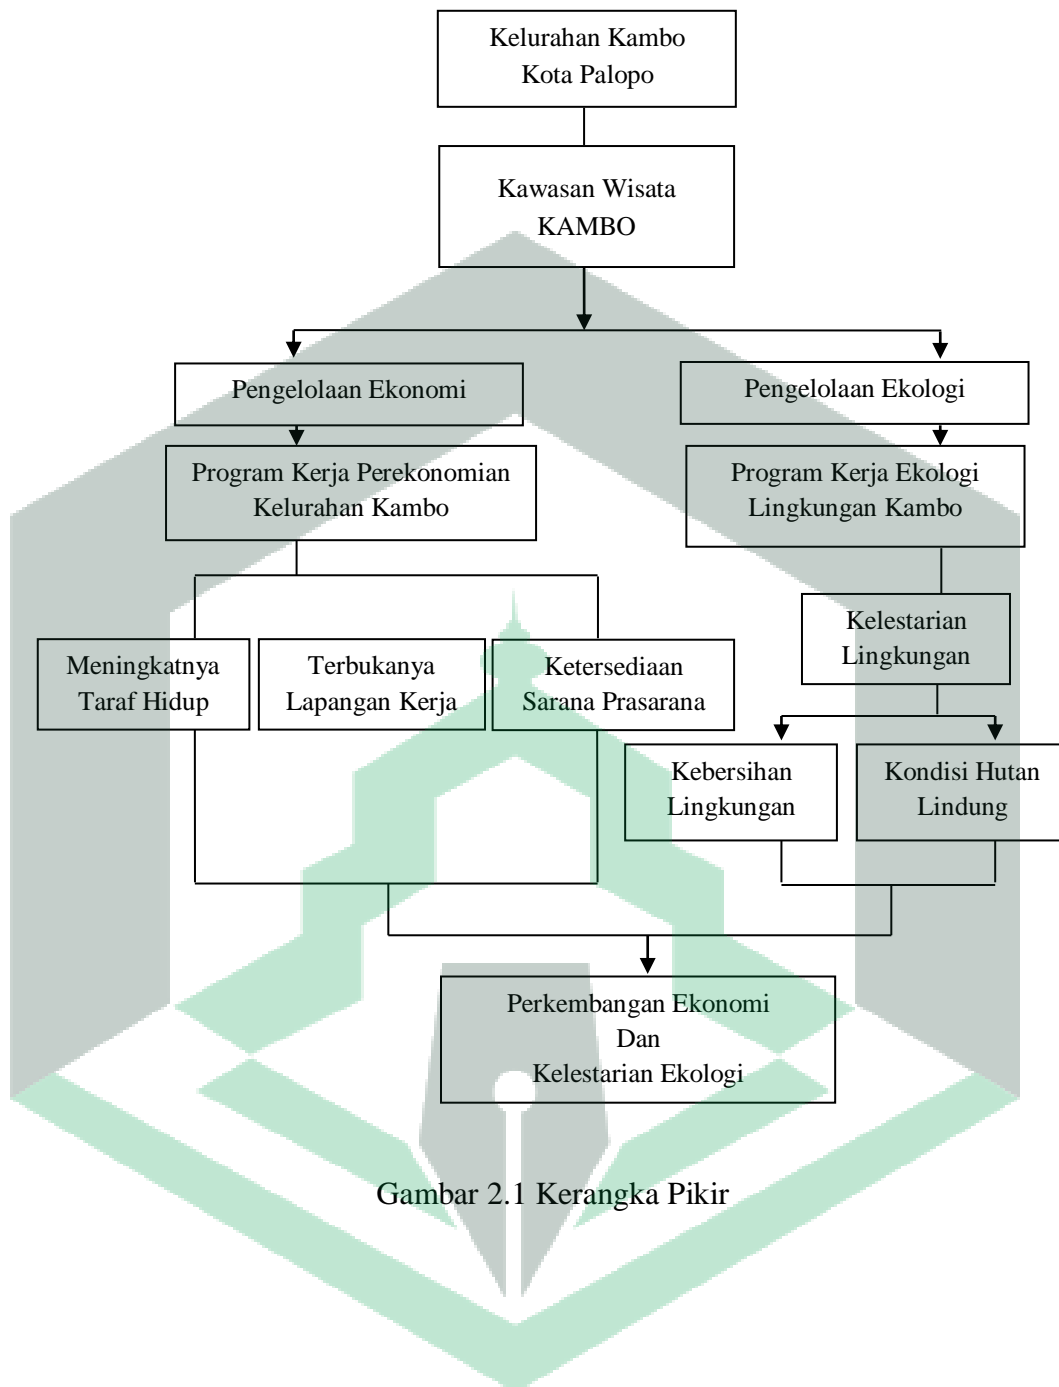 Kelurahan Kambo
Kota Palopo
Kawasan Wisata
KAMBO
Pengelolaan Ekonomi
Pengelolaan Ekologi
Program Kerja Perekonomian
Kelurahan Kambo
Program Kerja Ekologi
Lingkungan Kambo
Kelestarian
Lingkungan
Meningkatnya
Taraf Hidup
Terbukanya
Lapangan Kerja
Ketersediaan
Sarana Prasarana
Kebersihan
Lingkungan
Kondisi Hutan
Lindung
Perkembangan Ekonomi
Dan
Kelestarian Ekologi
Gambar 2.1 Kerangka Pikir